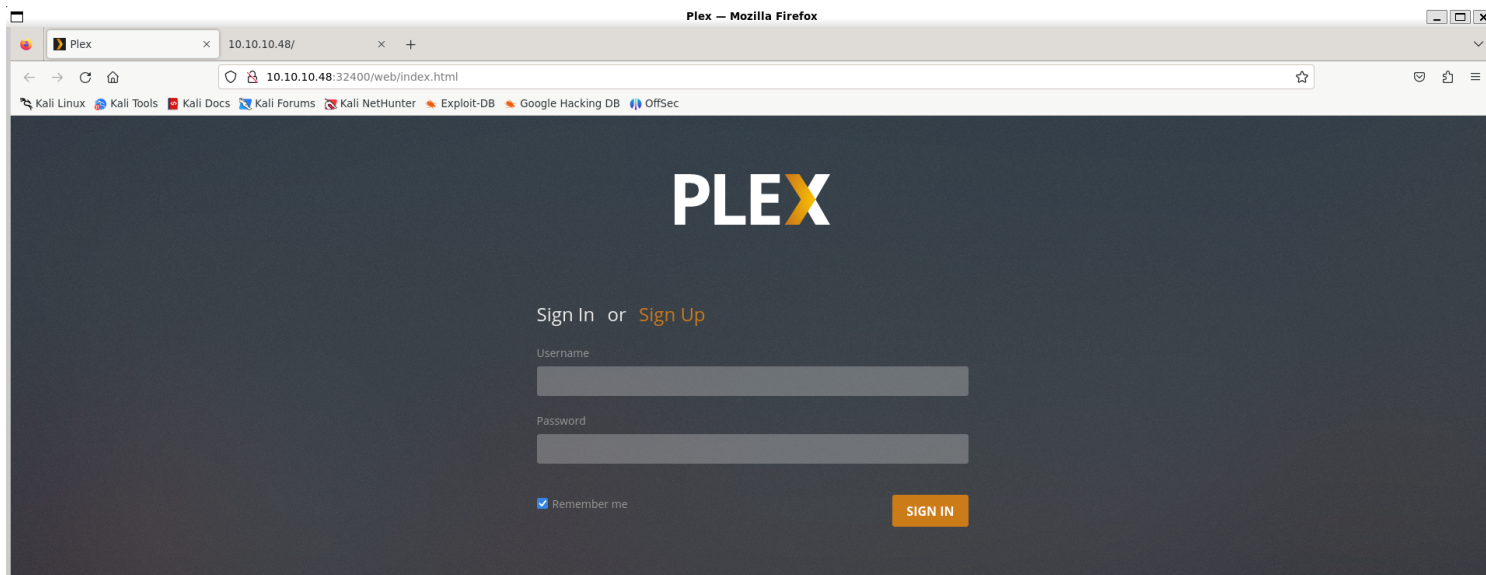 Plex — Mozilla Firefox
Plex 10.10.10.48/
10.10.10.48:32400/web/index.html
Kali Linux Kali Tools Kali Docs Kali Forums Kali NetHunter Exploit-DB Google Hacking DB OffSec
PLEX
Sign In or Sign Up
Username
Password
Remember me SIGN IN